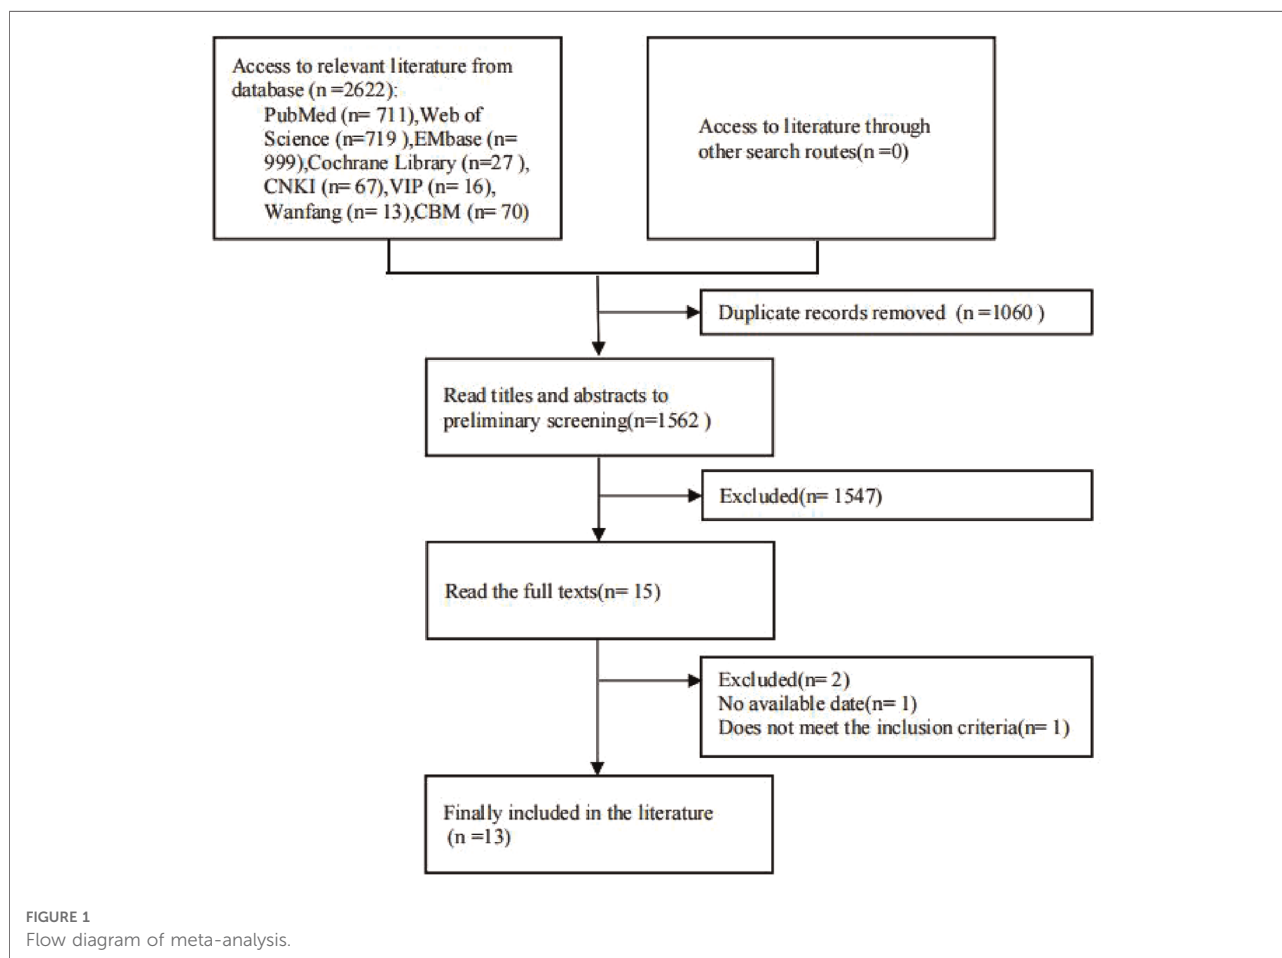 Access to relevant literature from
database (n =2622):
PubMed (n= 711),Web of
Science (n=719 ),EMbase (n=
999),Cochrane Library (n=27 ),
CNKI (n= 67),VIP (n= 16),
Wanfang (n= 13),CBM (n= 70)
Access to literature through
other search routes(n =0)
Duplicate records removed (n =1060 )
Read titles and abstracts to
preliminary screening(n=1562 )
Excluded(n= 1547)
Read the full texts(n= 15)
Excluded(n= 2)
No available date(n= 1)
Does not meet the inclusion criteria(n= 1)
Finally included in the literature
(n =13)
FIGURE 1
Flow diagram of meta-analysis.